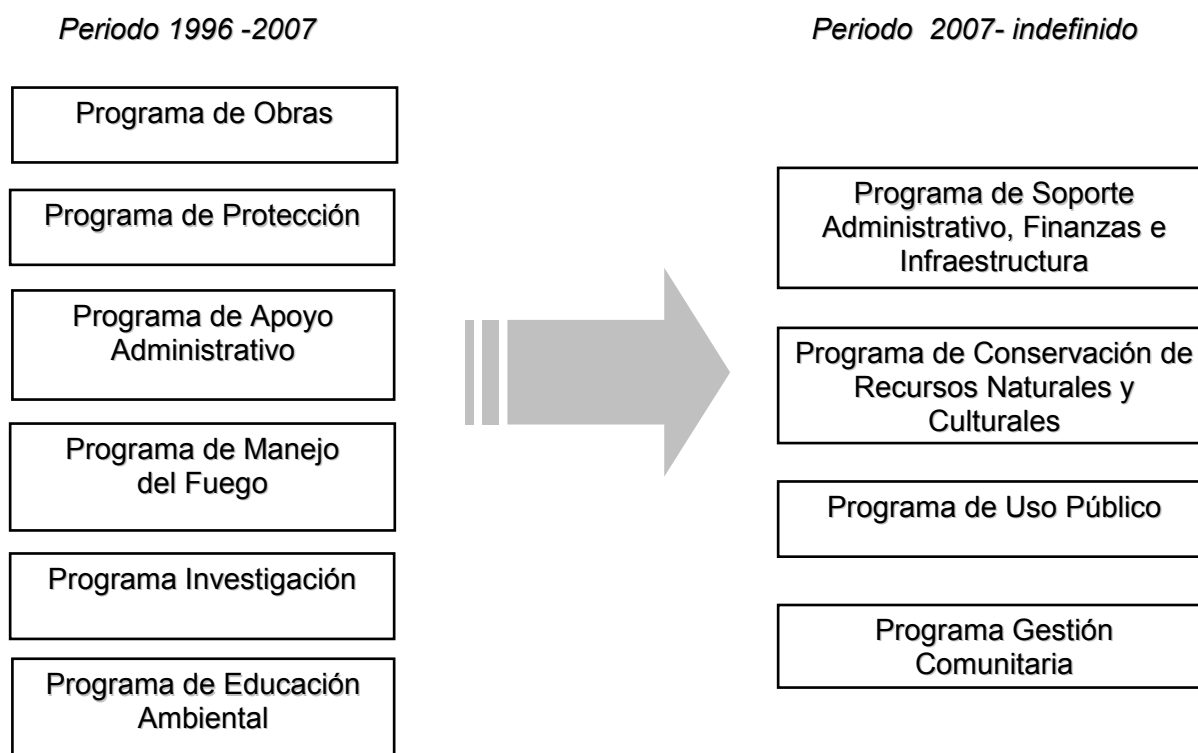 Periodo 1996 -2007
Programa de Obras
Programa de Protección
Programa de Apoyo
Administrativo
Programa de Manejo
del Fuego
Programa Investigación
Programa de Educación
Ambiental
Periodo 2007- indefinido
Programa de Soporte
Administrativo, Finanzas e
Infraestructura
Programa de Conservación de
Recursos Naturales y
Culturales
Programa de Uso Público
Programa Gestión
Comunitaria